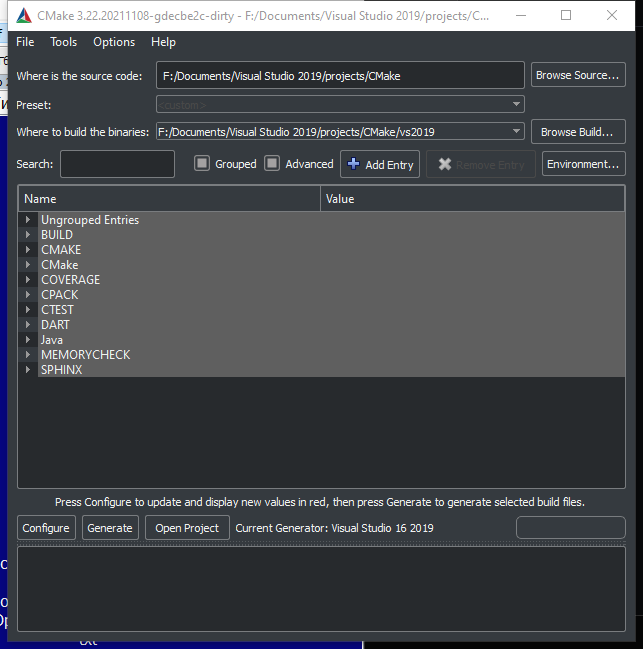 CMake 3.22.20211108-gdecbe2c-dirty - F:/Documents/Visual Studio 2019/projects/C...
File Tools Options Help
Where is the source code: F:/Documents/Visual Studio 2019/projects/CMake Browse Source...
Preset: <custom>
Where to build the binaries: F:/Documents/Visual Studio 2019/projects/CMake/vs2019 Browse Build...
Search: Grouped Advanced Add Entry Remove Entry Environment...
Name Value
Ungrouped Entries
BUILD
CMAKE
CMake
COVERAGE
CPACK
CTEST
DART
Java
MEMORYCHECK
SPHINX
Press Configure to update and display new values in red, then press Generate to generate selected build files.
Configure Generate Open Project Current Generator: Visual Studio 16 2019